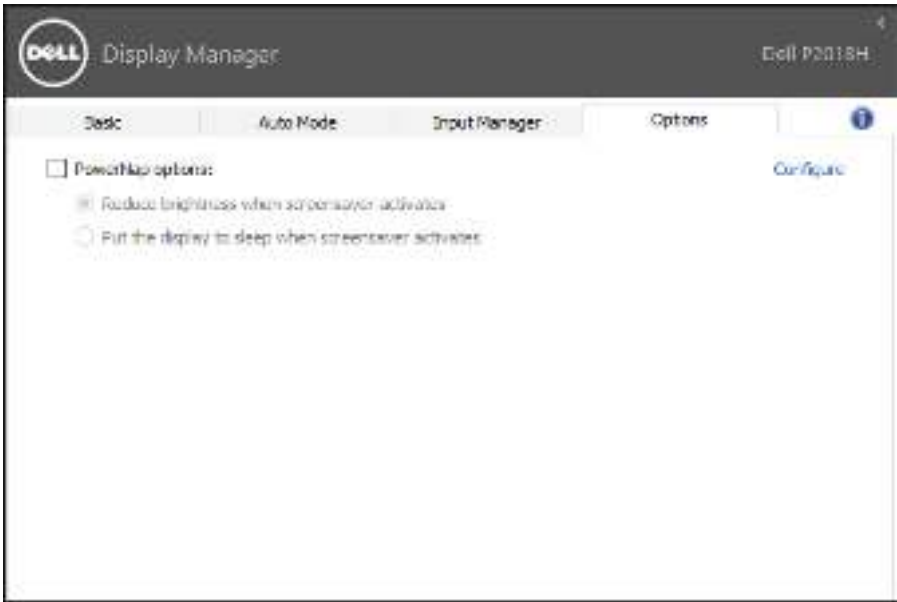 DELL Display Manager
Dell P2018H
Basic Auto Mode Input Manager Options
PowerNap options: Configure
Reduce brightness when screensaver activates
Put the display to sleep when screensaver activates